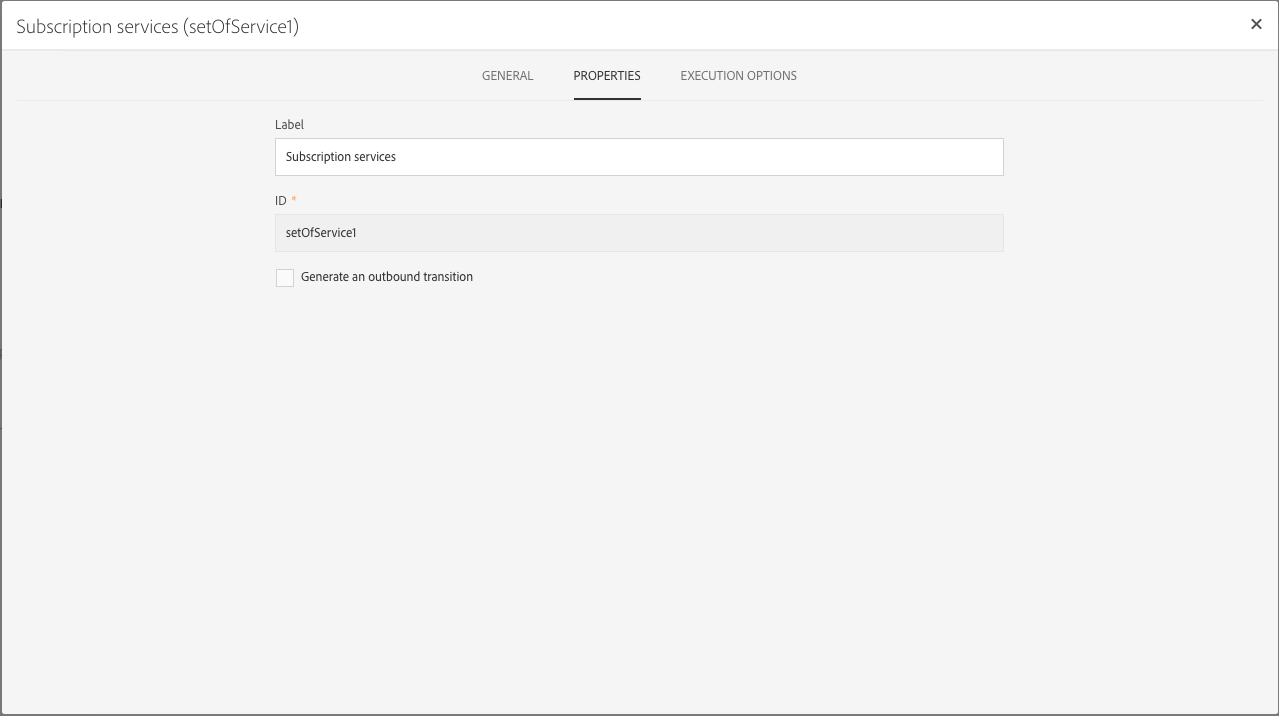 Subscription services (setOfService1)
GENERAL PROPERTIES EXECUTION OPTIONS
Label
Subscription services
ID *
setOfService1
Generate an outbound transition